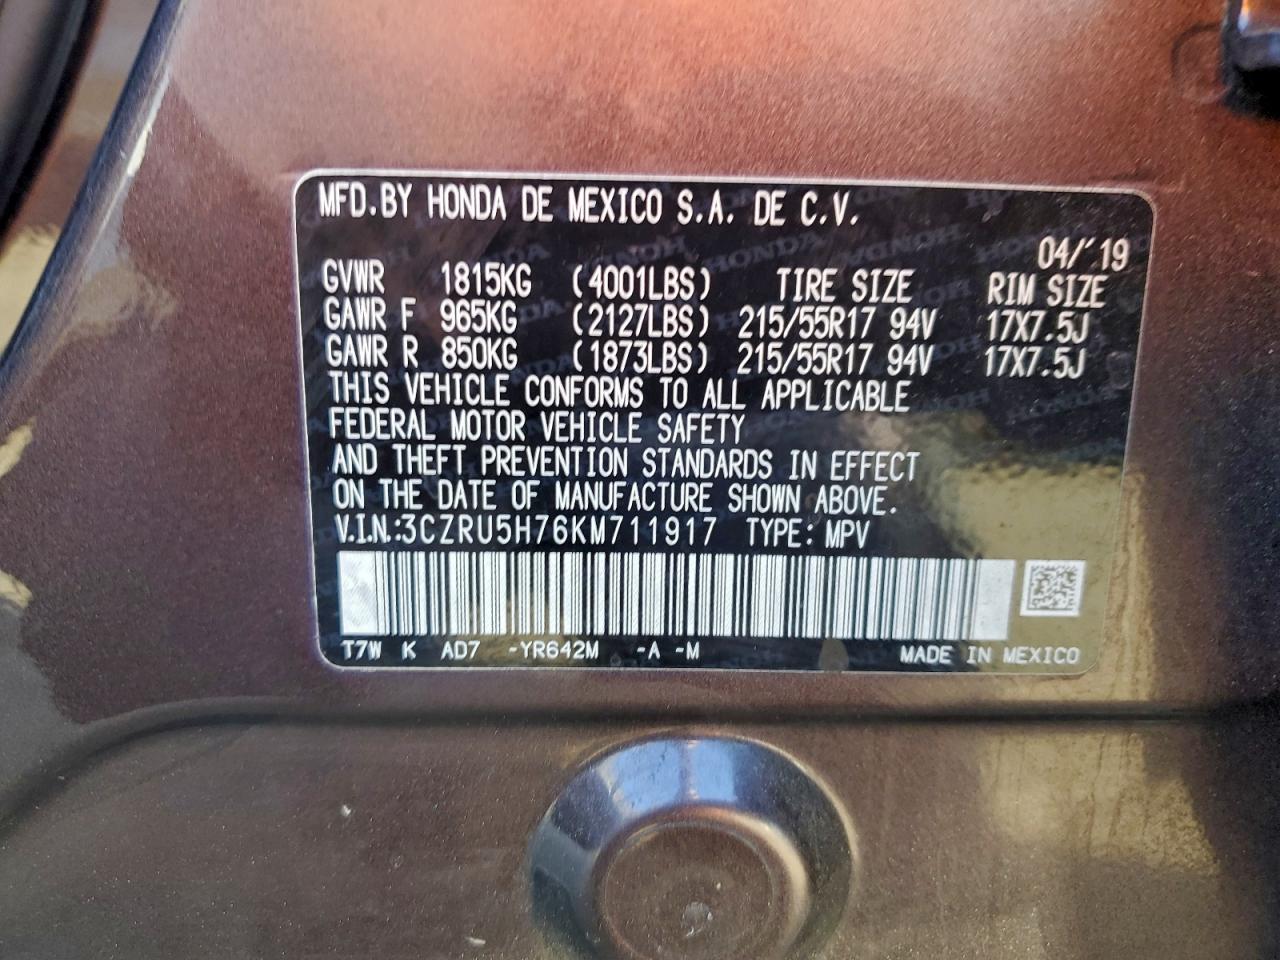 MFD.BY HONDA DE MEXICO S.A. DE C.V.
04/'19
GVWR 1815KG (4001LBS) TIRE SIZE RIM SIZE
GAWR F 965KG (2127LBS) 215/55R17 94V 17X7.5J
GAWR R 850KG (1873LBS) 215/55R17 94V 17X7.5J
THIS VEHICLE CONFORMS TO ALL APPLICABLE
FEDERAL MOTOR VEHICLE SAFETY
AND THEFT PREVENTION STANDARDS IN EFFECT
ON THE DATE OF MANUFACTURE SHOWN ABOVE.
V.I.N.:3CZRU5H76KM711917 TYPE: MPV
T7W K AD7 -YR642M -A -M MADE IN MEXICO